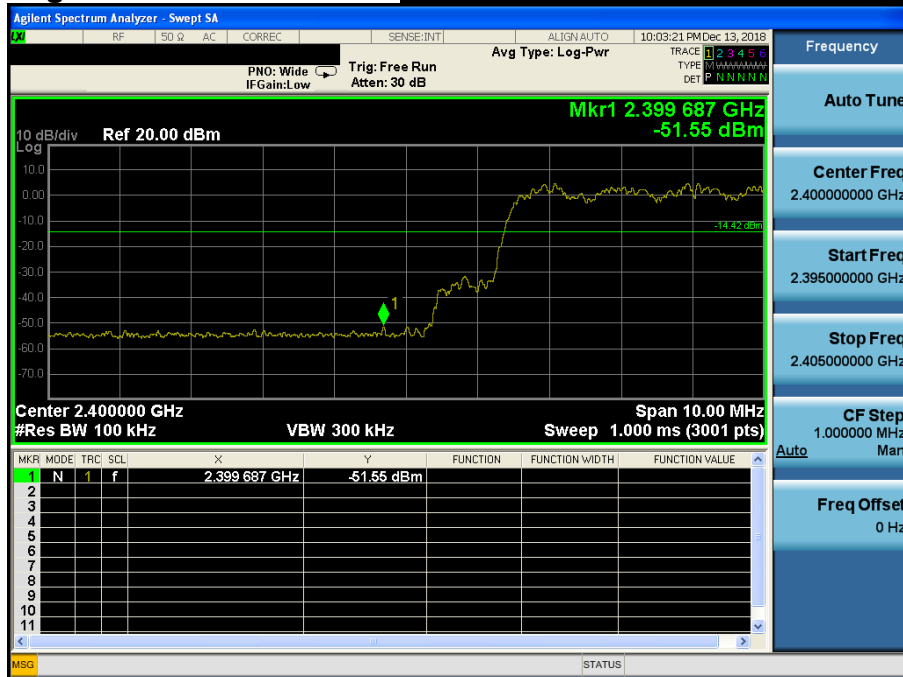 Agilent Spectrum Analyzer - Swept SA
LXI RF 50 Ω AC CORREC SENSE:INT ALIGN AUTO 10:03:21 PM Dec 13, 2018
Avg Type: Log-Pwr
TRACE 1 2 3 4 5 6
PNO: Wide Trig: Free Run
TYPE M
IFGain:Low Atten: 30 dB
DET P N N N N N
Mkr1 2.399 687 GHz
-51.55 dBm
10 dB/div Ref 20.00 dBm
Log
10.0
0.00
-10.0
-14.42 dBm
-20.0
-30.0
-40.0
1
-50.0
-60.0
-70.0
Center 2.400000 GHz Span 10.00 MHz
#Res BW 100 kHz VBW 300 kHz Sweep 1.000 ms (3001 pts)
MKR MODE TRC SCL X Y FUNCTION FUNCTION WIDTH FUNCTION VALUE
1 N 1 f 2.399 687 GHz -51.55 dBm
2
3
4
5
6
7
8
9
10
11
MSG STATUS
Frequency
Auto Tune
Center Freq
2.400000000 GHz
Start Freq
2.395000000 GHz
Stop Freq
2.405000000 GHz
CF Step
1.000000 MHz
Auto Man
Freq Offset
0 Hz